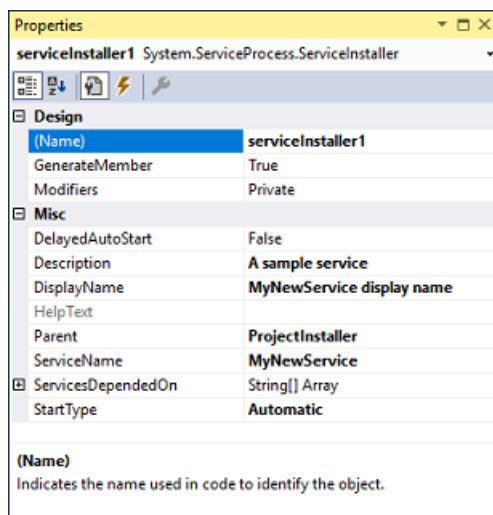 Properties
serviceInstaller1 System.ServiceProcess.ServiceInstaller
Design
(Name) serviceInstaller1
GenerateMember True
Modifiers Private
Misc
DelayedAutoStart False
Description A sample service
DisplayName MyNewService display name
HelpText
Parent ProjectInstaller
ServiceName MyNewService
ServicesDependedOn String[] Array
StartType Automatic
(Name)
Indicates the name used in code to identify the object.